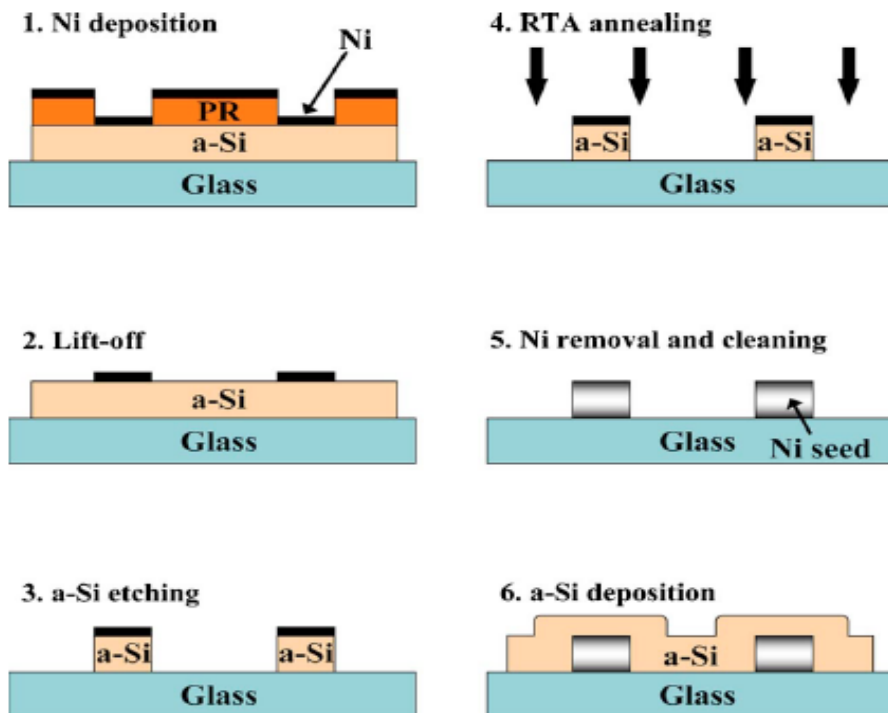 1. Ni deposition
Ni
PR
a-Si
Glass
2. Lift-off
a-Si
Glass
3. a-Si etching
a-Si a-Si
Glass
4. RTA annealing
a-Si a-Si
Glass
5. Ni removal and cleaning
Glass
Ni seed
6. a-Si deposition
a-Si
Glass